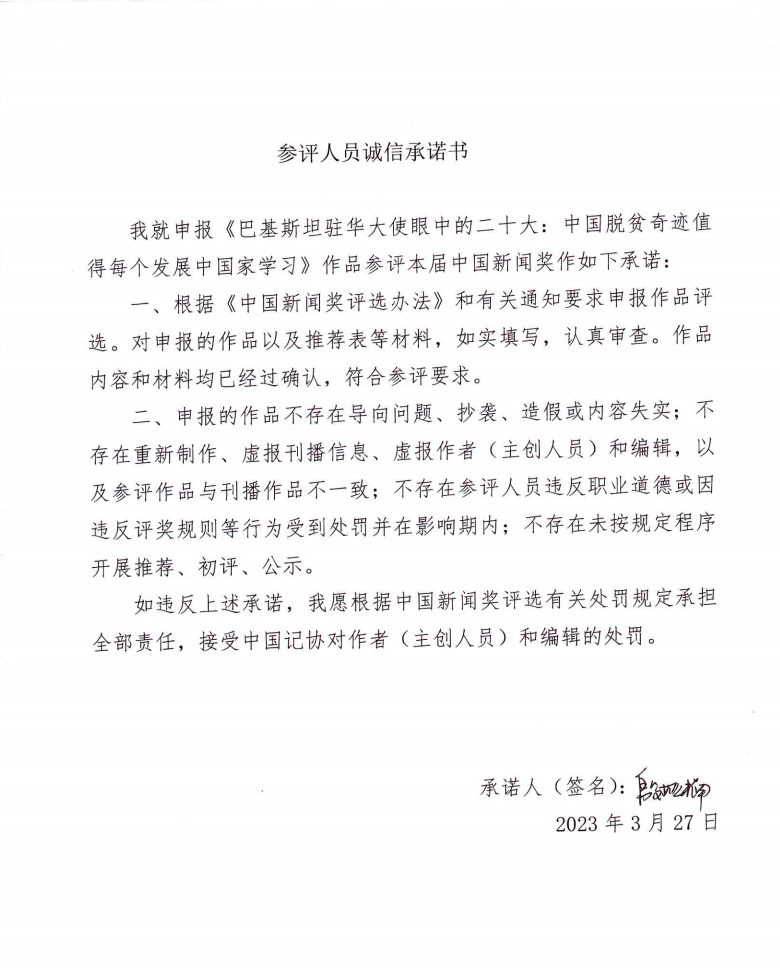 参评人员诚信承诺书
我就申报《巴基斯坦驻华大使眼中的二十大：中国脱贫奇迹值
得每个发展中国家学习》作品参评本届中国新闻奖作如下承诺：
一、根据《中国新闻奖评选办法》和有关通知要求申报作品评
选。对申报的作品以及推荐表等材料，如实填写，认真审查。作品
内容和材料均已经过确认，符合参评要求。
二、申报的作品不存在导向问题、抄袭、造假或内容失实；不
存在重新制作、虚报刊播信息、虚报作者（主创人员）和编辑，以
及参评作品与刊播作品不一致；不存在参评人员违反职业道德或因
违反评奖规则等行为受到处罚并在影响期内；不存在未按规定程序
开展推荐、初评、公示。
如违反上述承诺，我愿根据中国新闻奖评选有关处罚规定承担
全部责任，接受中国记协对作者（主创人员）和编辑的处罚。
承诺人（签名）：
2023 年 3 月 27 日